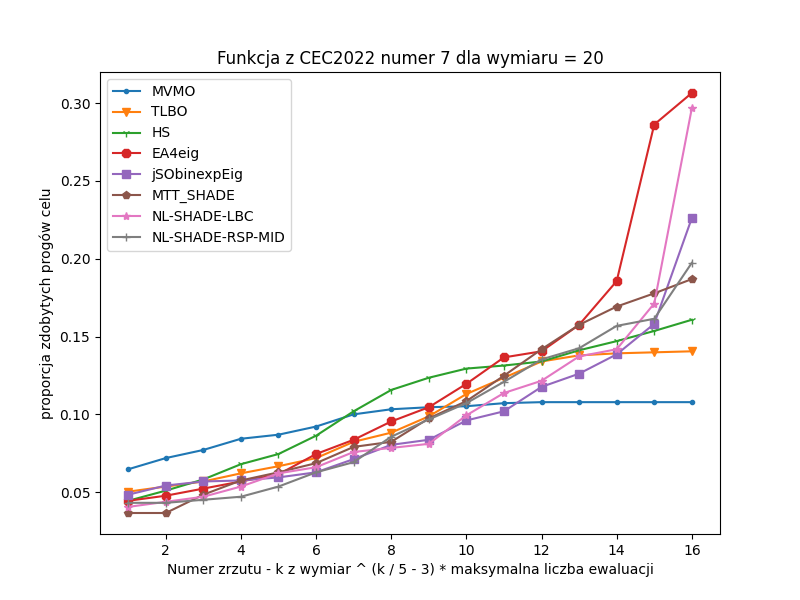 Funkcja z CEC2022 numer 7 dla wymiaru = 20
proporcja zdobytych progów celu
0.30
0.25
0.20
0.15
0.10
0.05
MVMO
TLBO
HS
EA4eig
jSObinexpEig
MTT_SHADE
NL-SHADE-LBC
NL-SHADE-RSP-MID
2 4 6 8 10 12 14 16
Numer zrzutu - k z wymiar ^ (k / 5 - 3) * maksymalna liczba ewaluacji